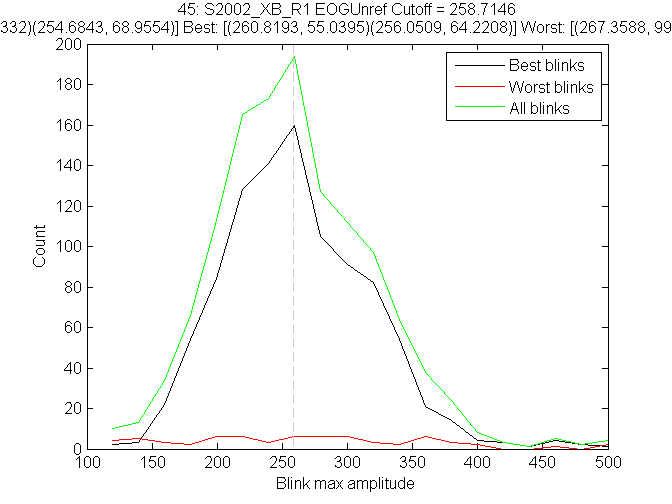 45: S2002_XB_R1 EOGUnref Cutoff = 258.7146
332)(254.6843, 68.9554)] Best: [(260.8193, 55.0395)(256.0509, 64.2208)] Worst: [(267.3588, 99
200
180
160
140
120
100
80
60
40
20
0
Count
100 150 200 250 300 350 400 450 500
Blink max amplitude
Best blinks
Worst blinks
All blinks